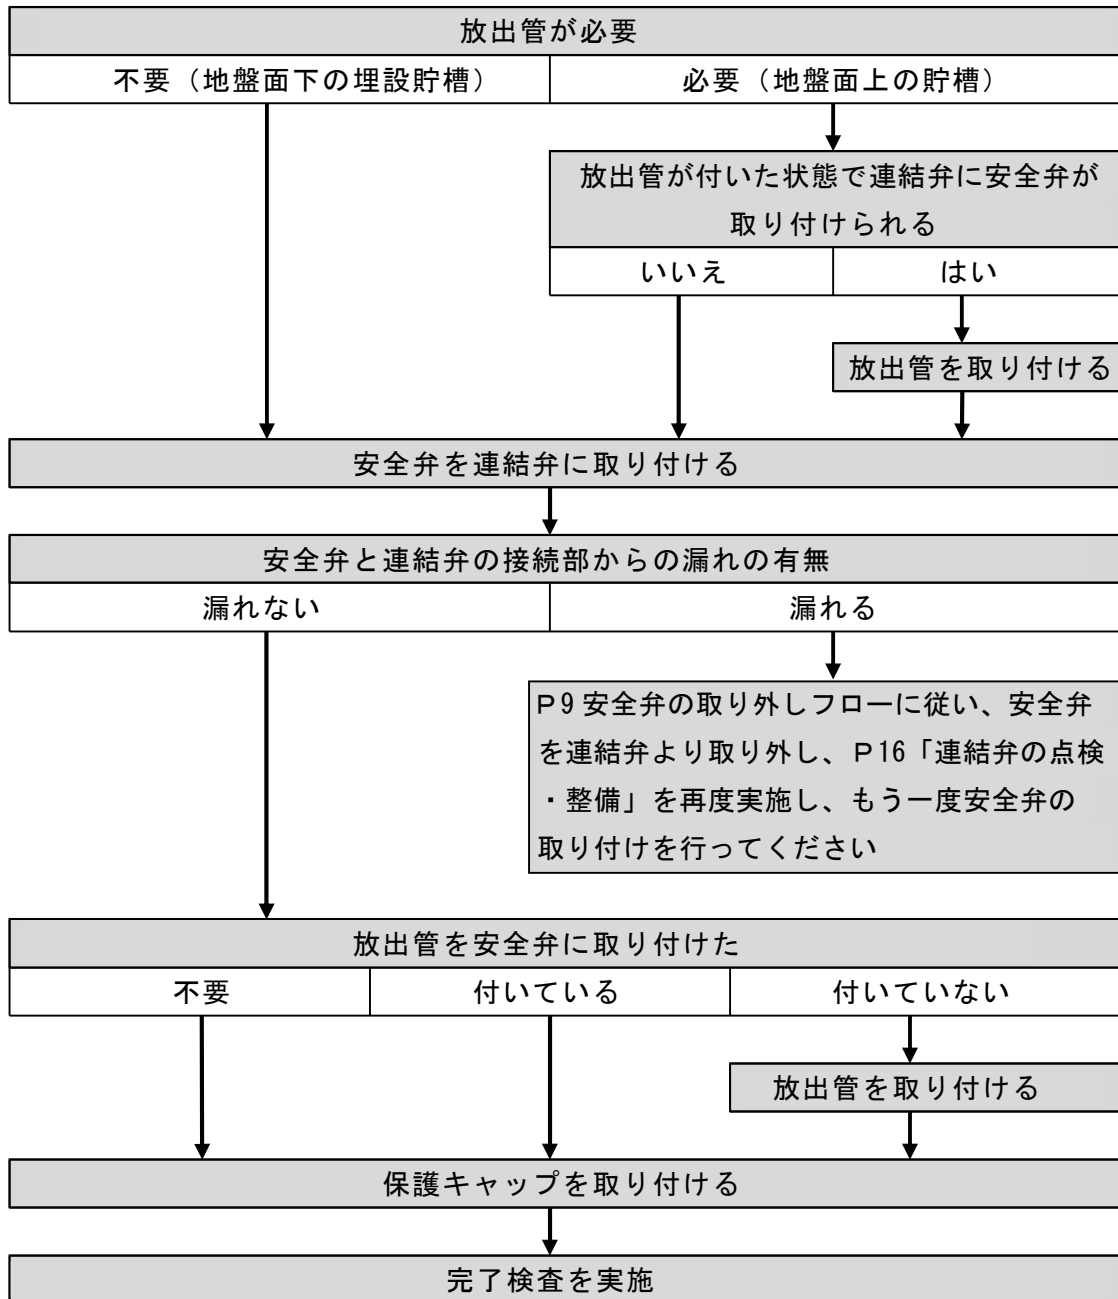 放出管が必要
不要（地盤面下の埋設貯槽）
必要（地盤面上の貯槽）
放出管が付いた状態で連結弁に安全弁が
取り付けられる
いいえ
はい
放出管を取り付ける
安全弁を連結弁に取り付ける
安全弁と連結弁の接続部からの漏れの有無
漏れない
漏れる
Ｐ9 安全弁の取り外しフローに従い、安全弁
を連結弁より取り外し、Ｐ16「連結弁の点検
・整備」を再度実施し、もう一度安全弁の
取り付けを行ってください
放出管を安全弁に取り付けた
不要
付いている
付いていない
放出管を取り付ける
保護キャップを取り付ける
完了検査を実施